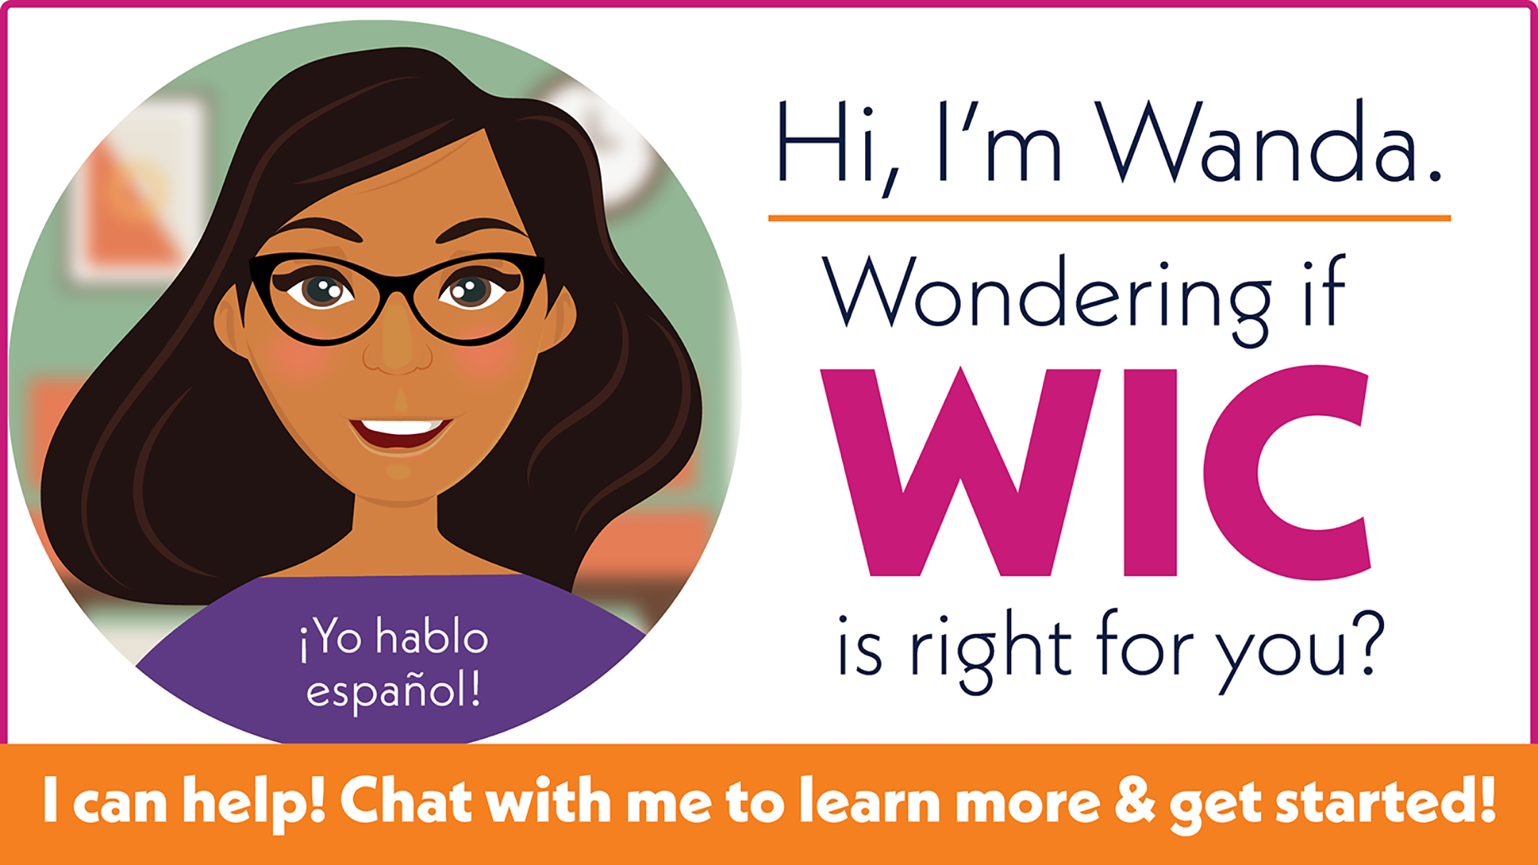 Hi, I'm Wanda.
Wondering if
WIC
is right for you?
¡Yo hablo
español!
I can help! Chat with me to learn more & get started!